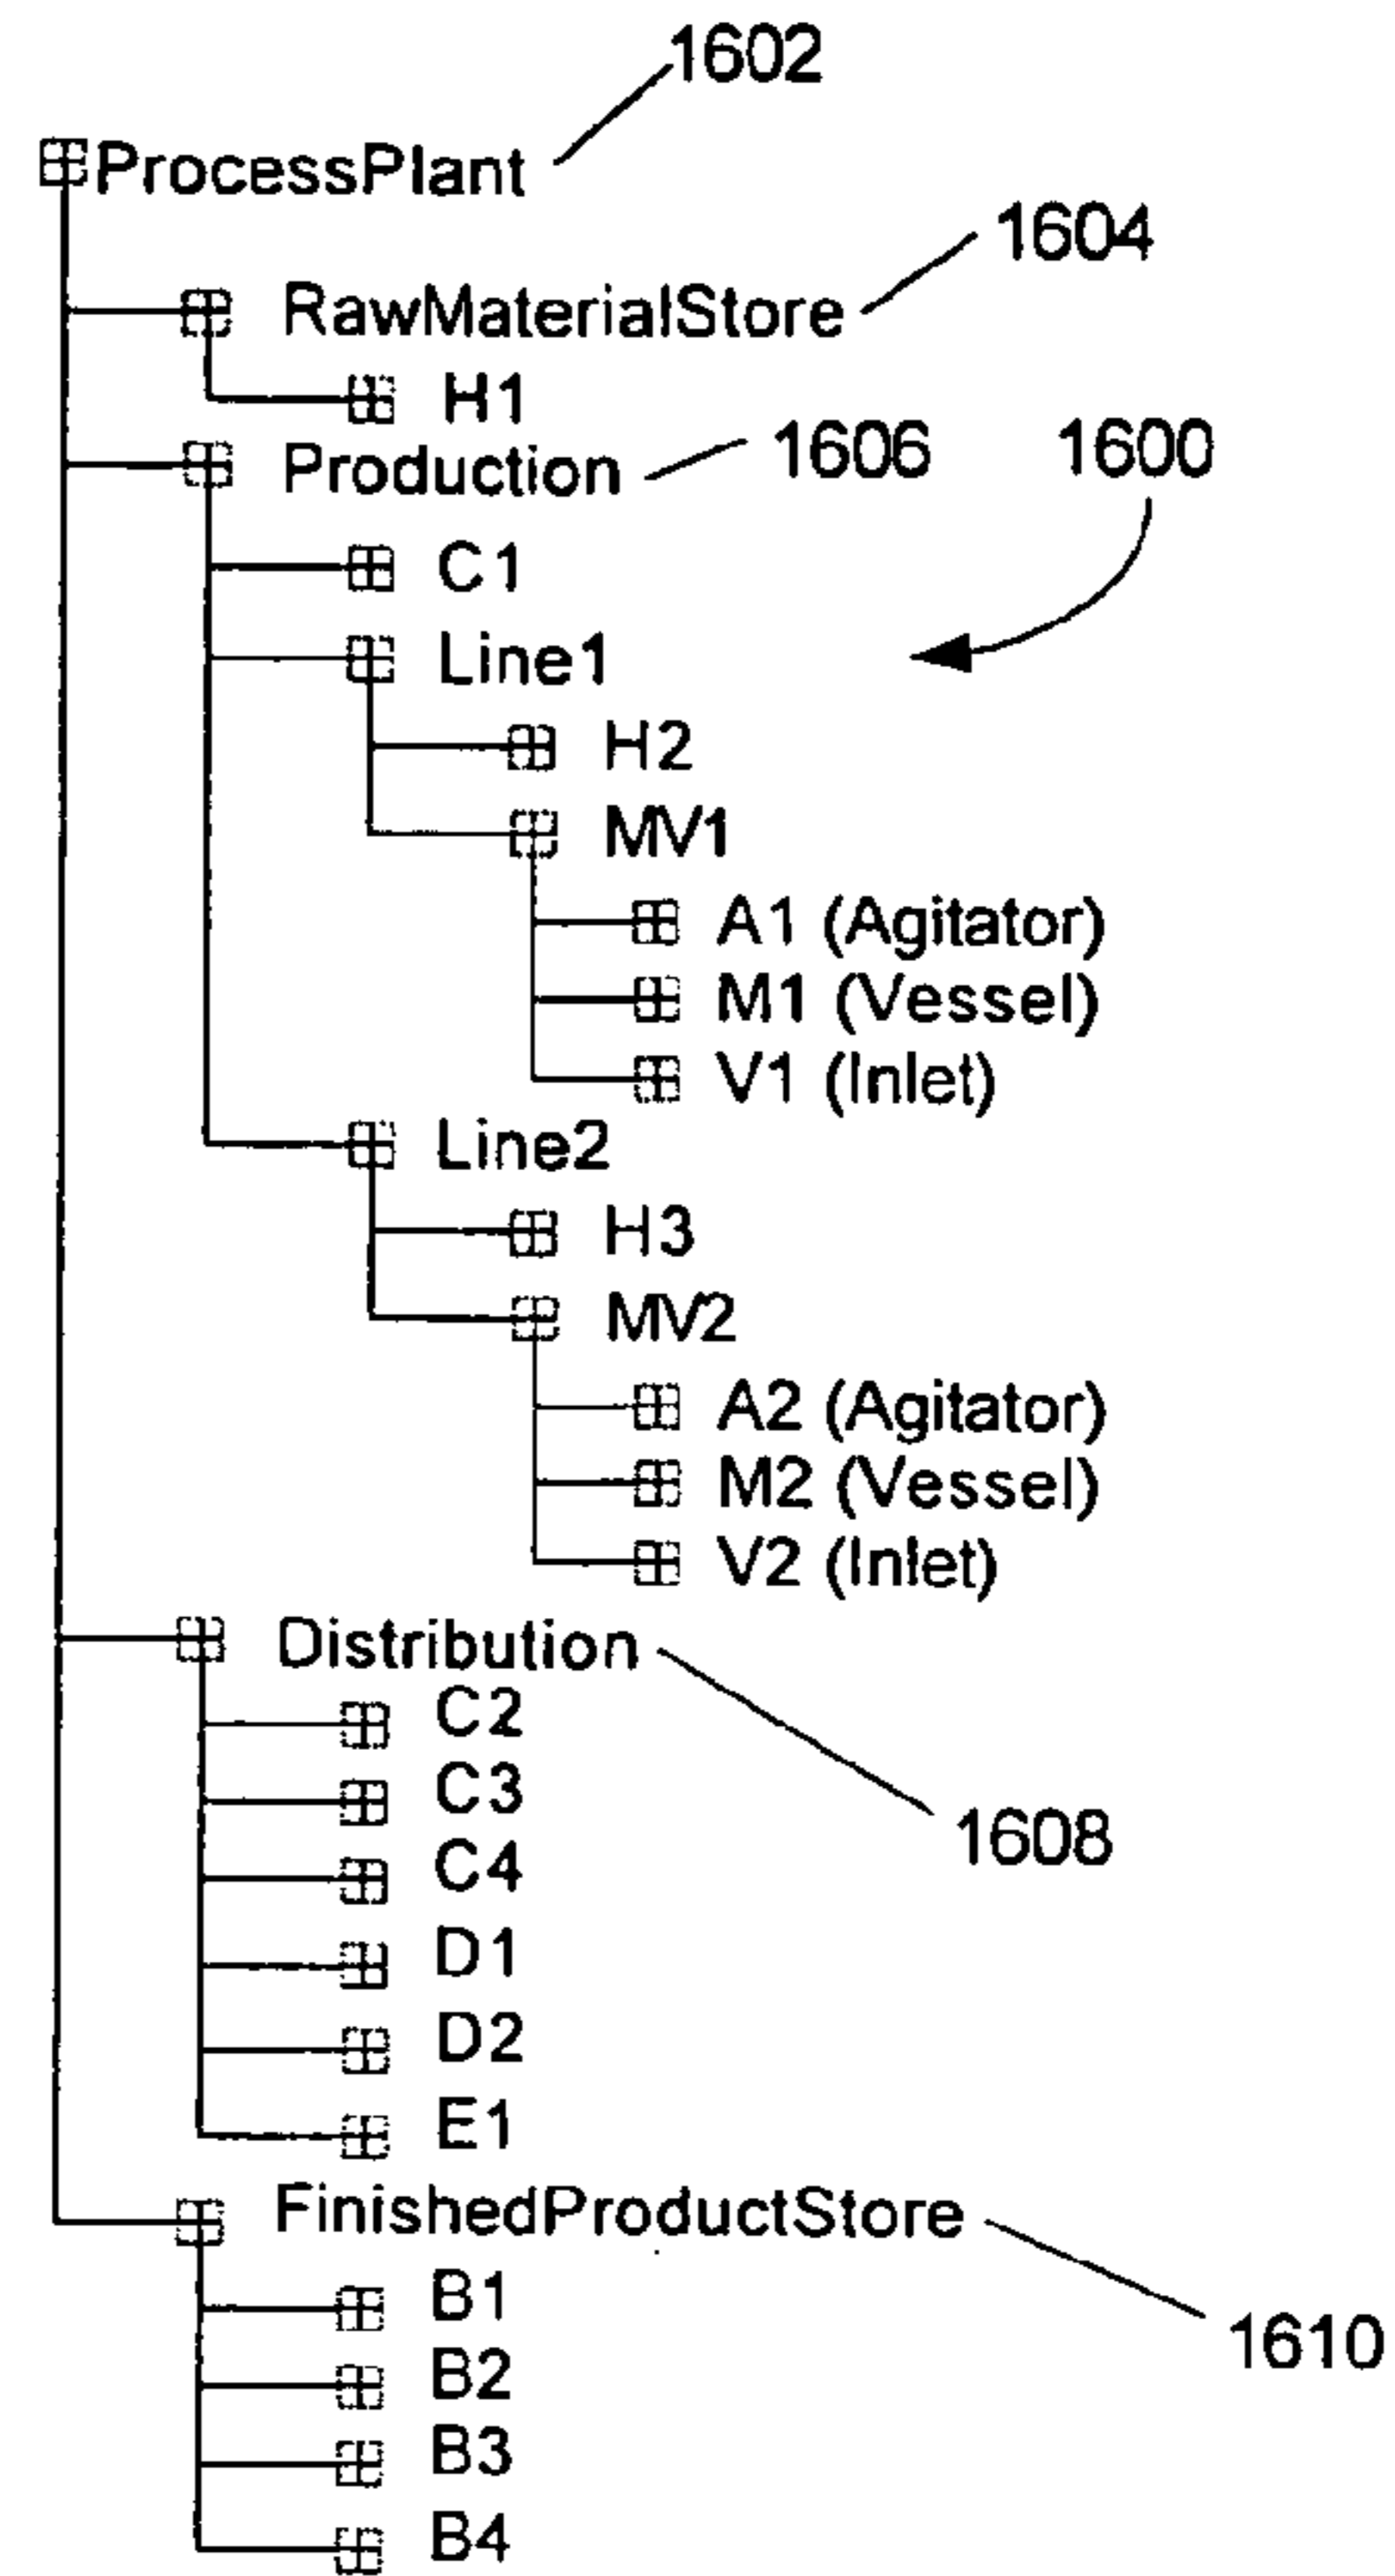 1602
ProcessPlant
1604
RawMaterialStore
H1
Production
1606
1600
C1
Line1
H2
MV1
A1 (Agitator)
M1 (Vessel)
V1 (Inlet)
Line2
H3
MV2
A2 (Agitator)
M2 (Vessel)
V2 (Inlet)
Distribution
C2
C3
1608
C4
D1
D2
E1
FinishedProductStore
B1
1610
B2
B3
B4